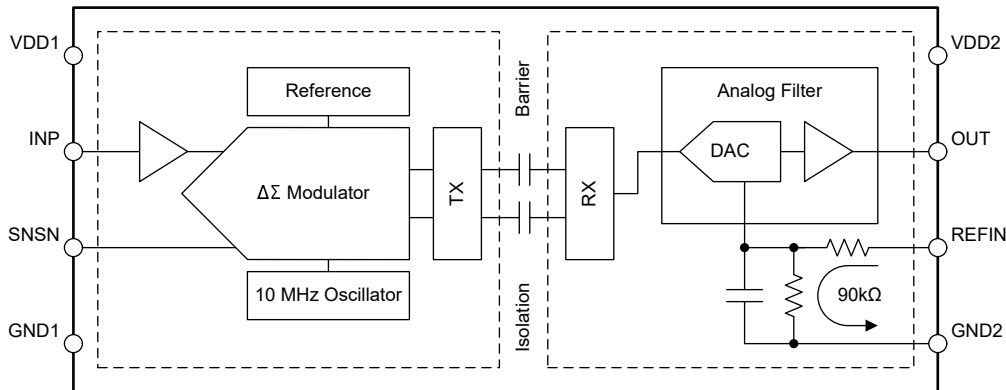 VDD1
INP
SNSN
GND1
Reference
ΔΣ Modulator
10 MHz Oscillator
TX
Barrier
Isolation
RX
Analog Filter
DAC
90kΩ
VDD2
OUT
REFIN
GND2